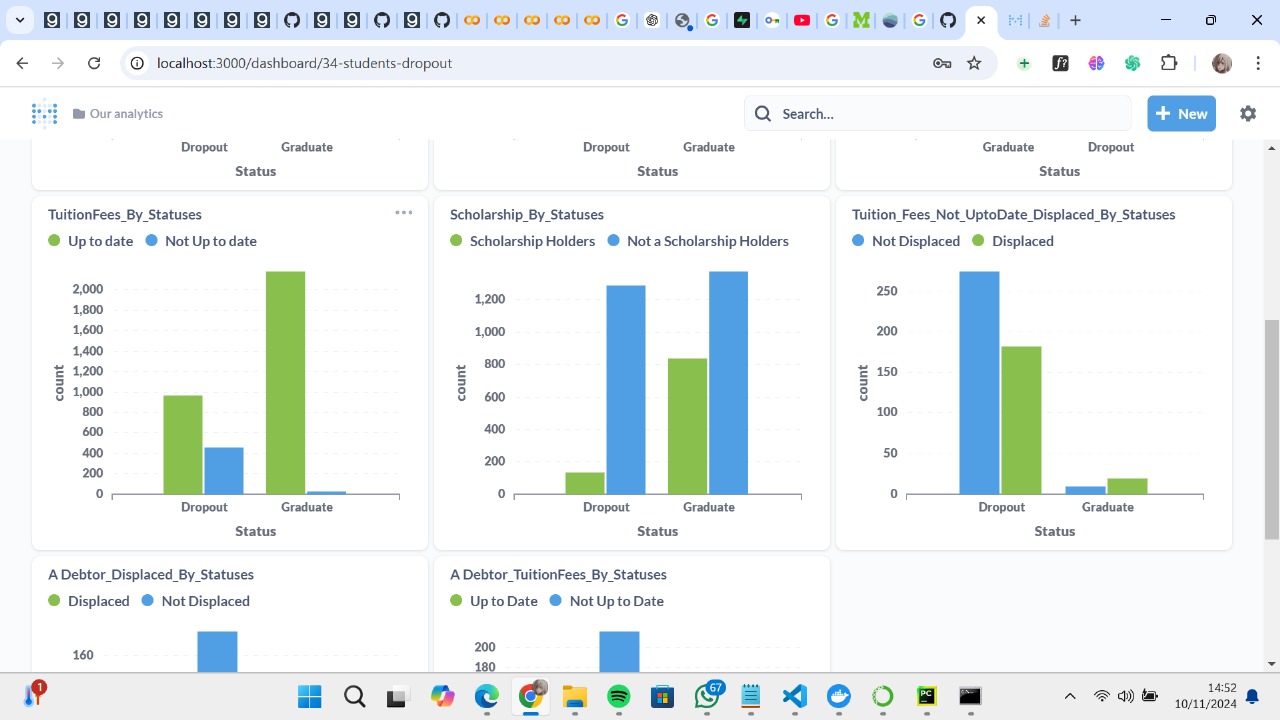 localhost:3000/dashboard/34-students-dropout
Our analytics
Search...
New
Dropout Graduate
Status
Dropout Graduate
Status
Graduate Dropout
Status
TuitionFees_By_Statuses
Up to date Not Up to date
2,000
1,800
1,600
1,400
1,200
1,000
800
600
400
200
0
count
Dropout Graduate
Status
Scholarship_By_Statuses
Scholarship Holders Not a Scholarship Holders
1,200
1,000
800
600
400
200
0
count
Dropout Graduate
Status
Tuition_Fees_Not_UptoDate_Displaced_By_Statuses
Not Displaced Displaced
250
200
150
100
50
0
count
Dropout Graduate
Status
A Debtor_Displaced_By_Statuses
Displaced Not Displaced
160
A Debtor_TuitionFees_By_Statuses
Up to Date Not Up to Date
200
180
1
67
PC
14:52
10/11/2024